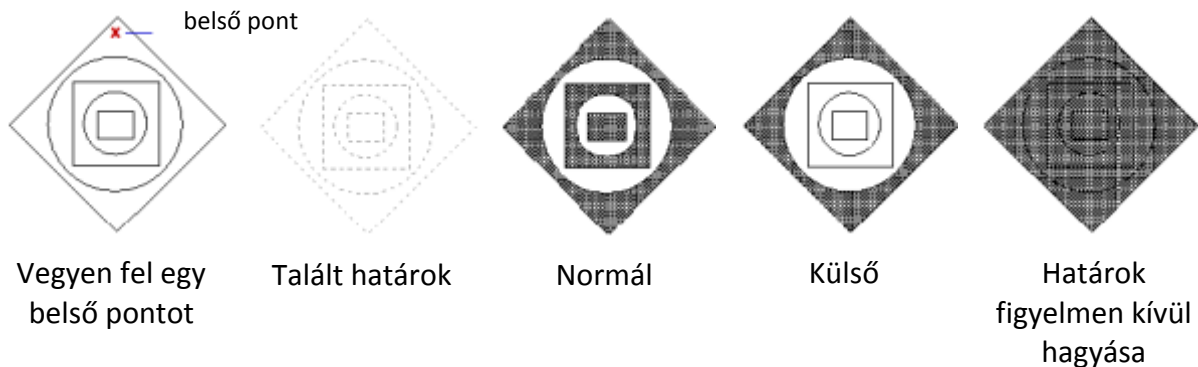 belső pont
Vegyen fel egy
belső pontot
Talált határok
Normál
Külső
Határok
figyelmen kívül
hagyása